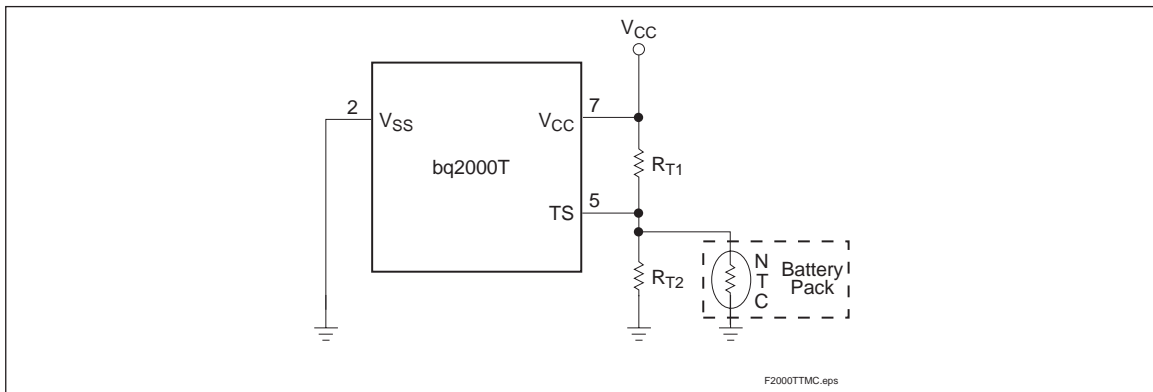 VCC
2
VSS
VCC
7
bq2000T
RT1
TS
5
RT2
N
T
C
Battery
Pack
F2000TTMC.eps